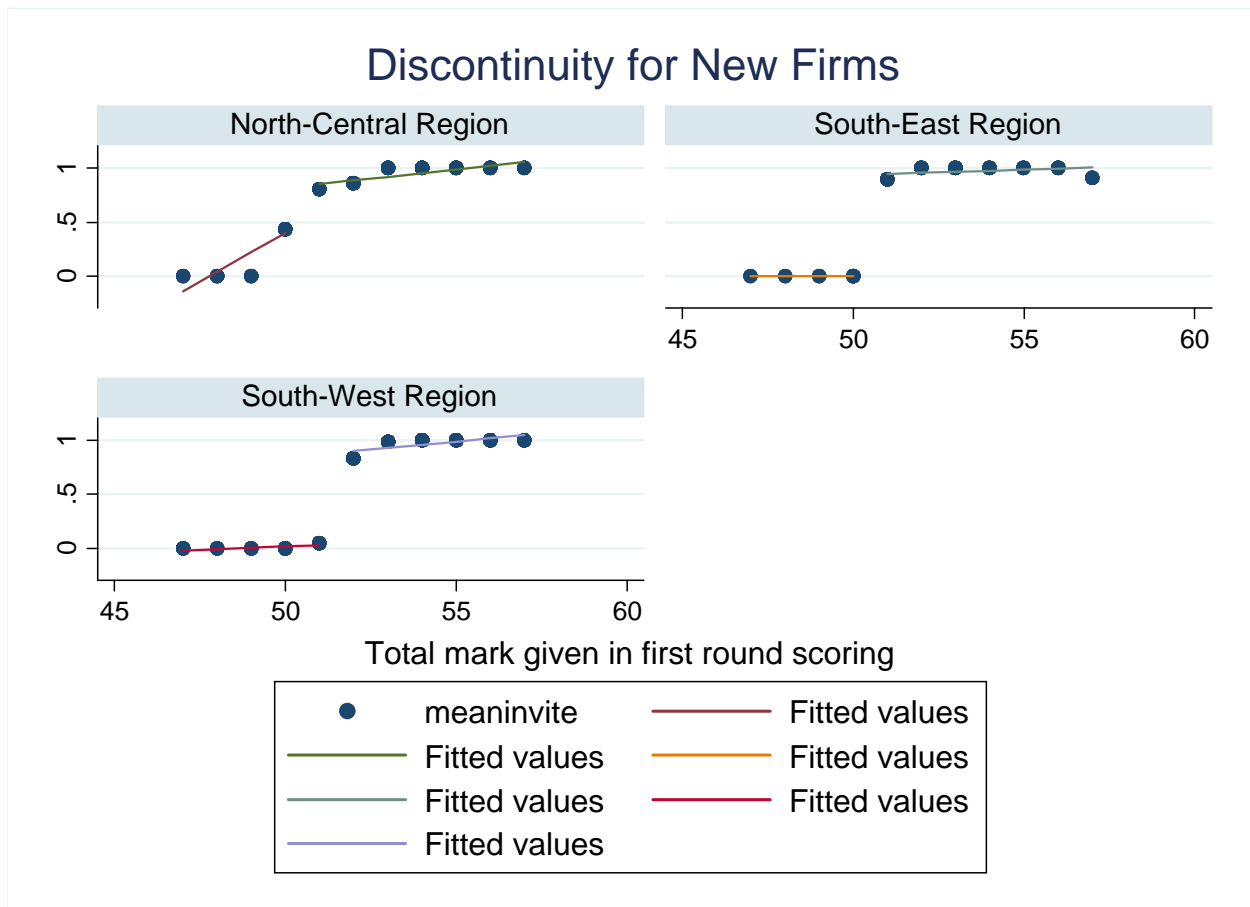 Discontinuity for New Firms
North-Central Region
South-East Region
1
.5
0
45 50 55 60
South-West Region
1
.5
0
45 50 55 60
Total mark given in first round scoring
meaninvite Fitted values
Fitted values Fitted values
Fitted values Fitted values
Fitted values